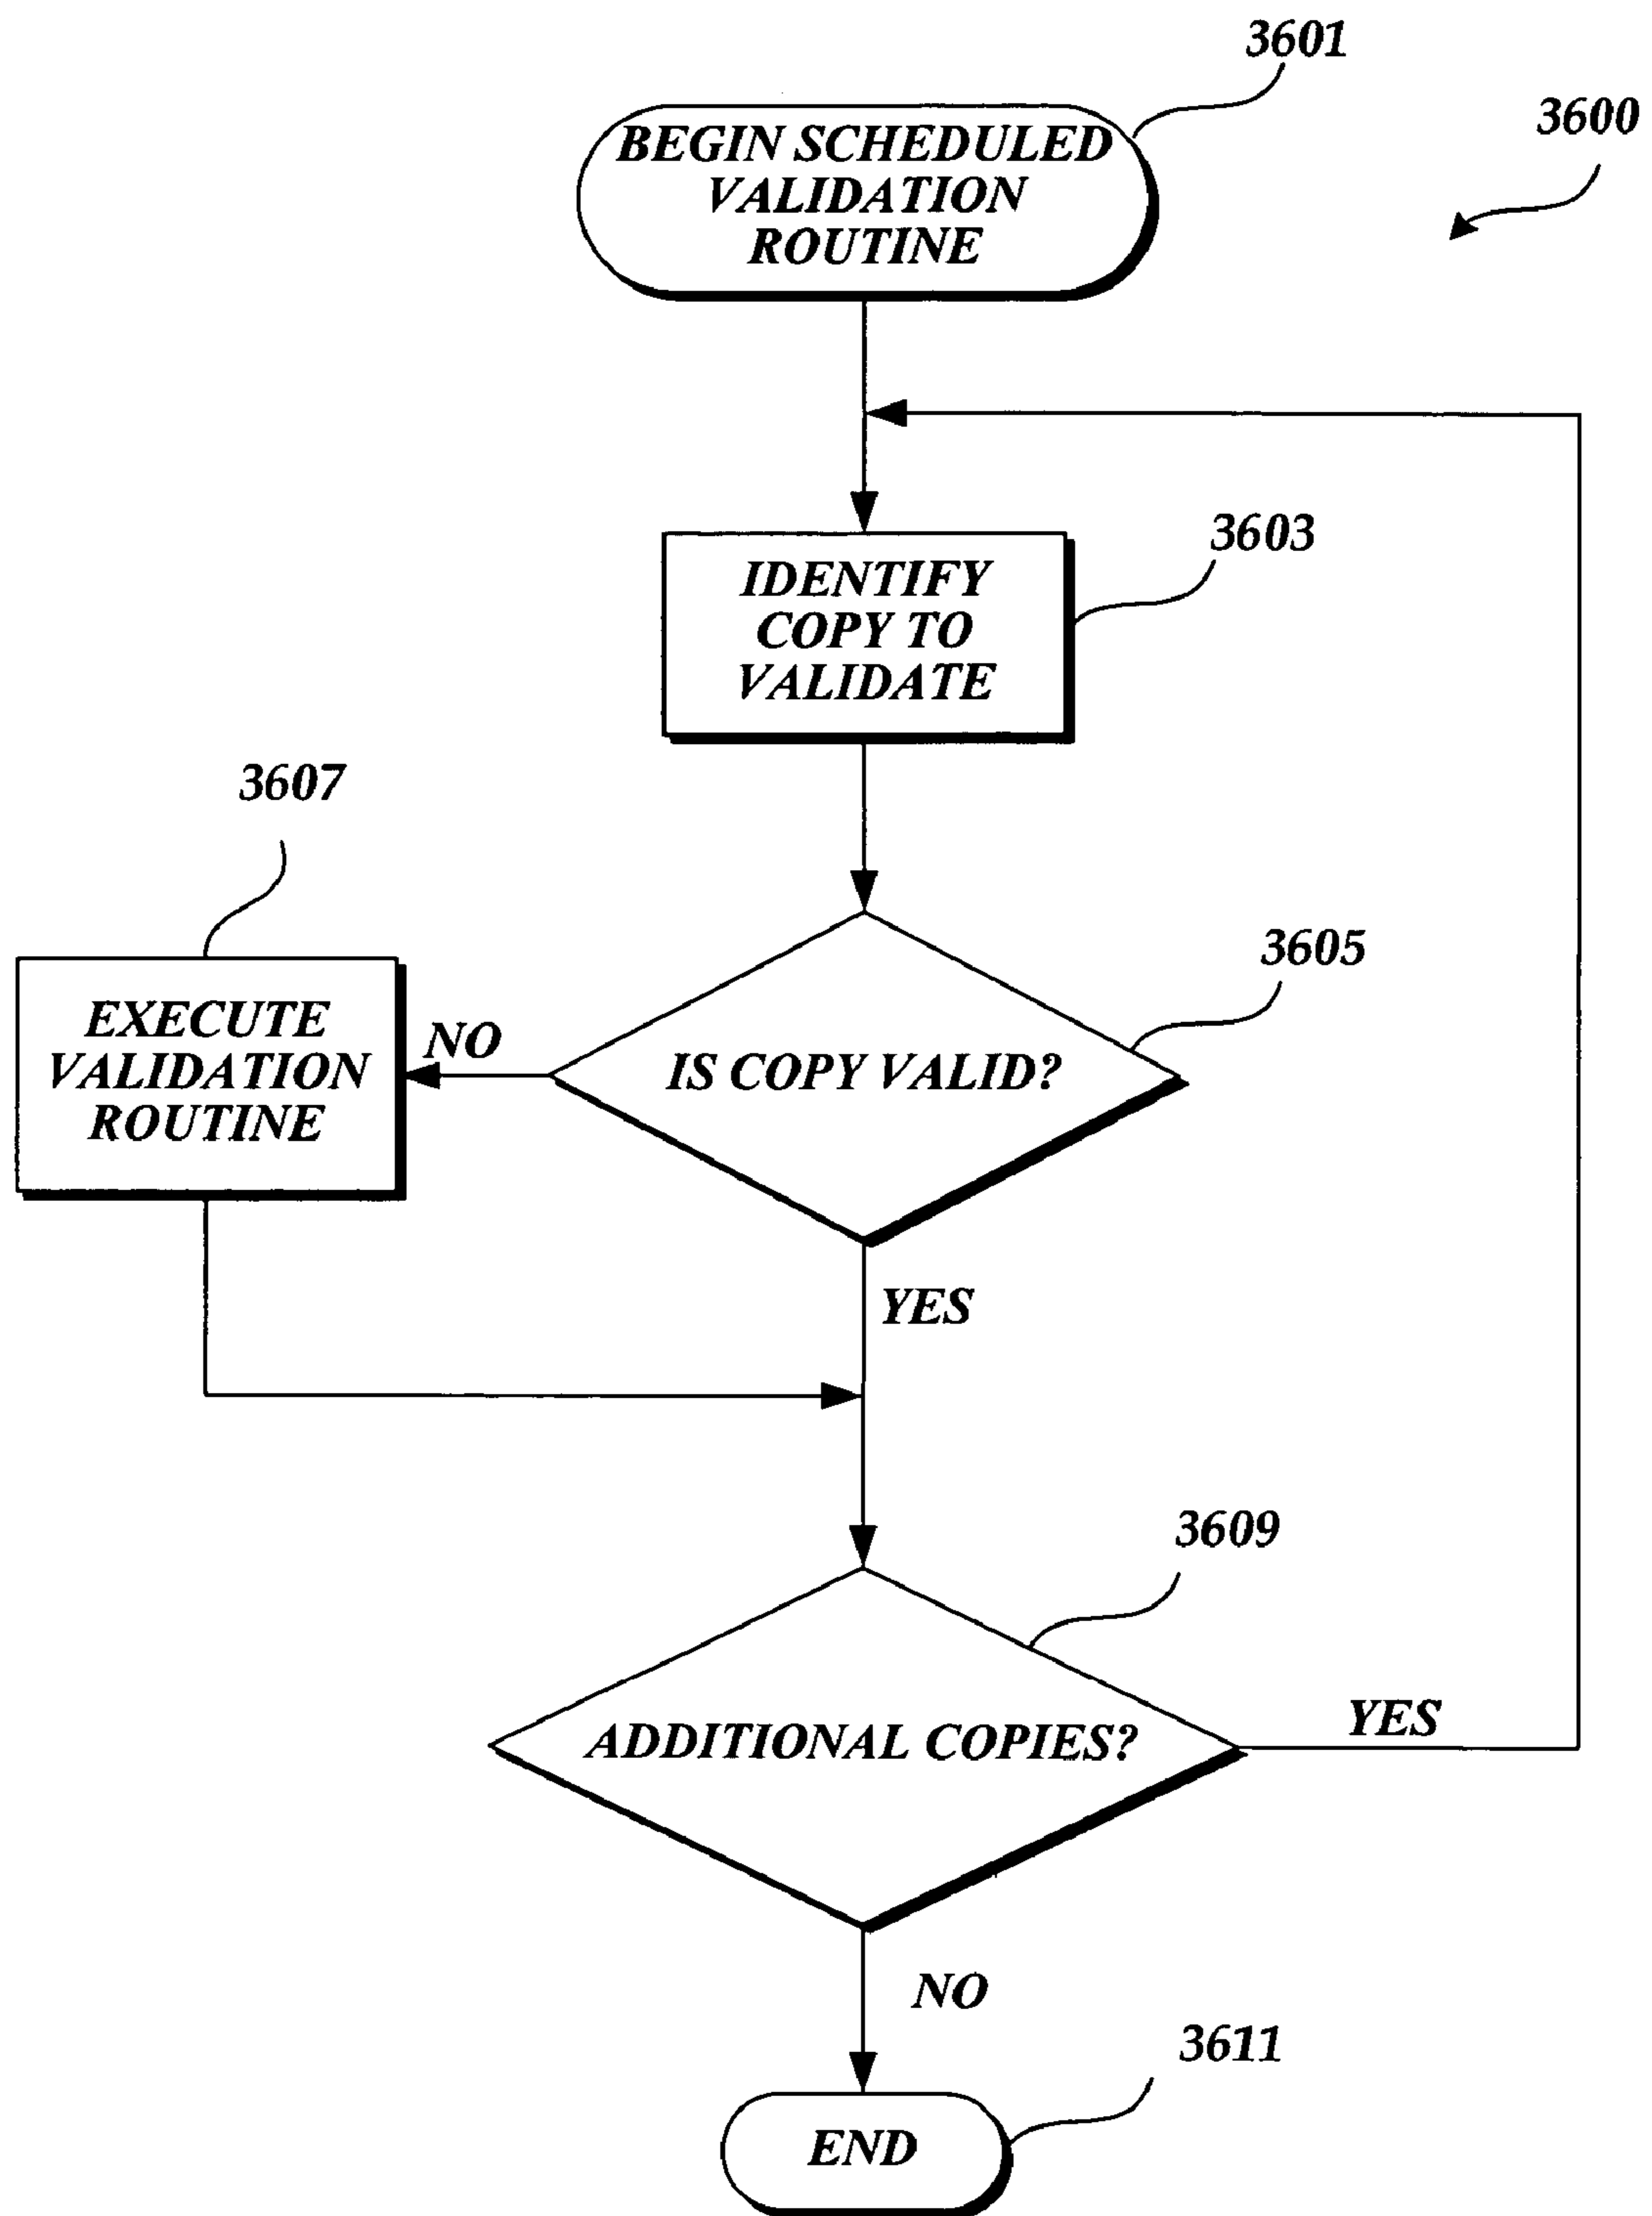 3601
3600
BEGIN SCHEDULED
VALIDATION
ROUTINE
3603
IDENTIFY
COPY TO
VALIDATE
3607
3605
EXECUTE
VALIDATION
ROUTINE
NO
IS COPY VALID?
YES
3609
ADDITIONAL COPIES?
YES
NO
3611
END